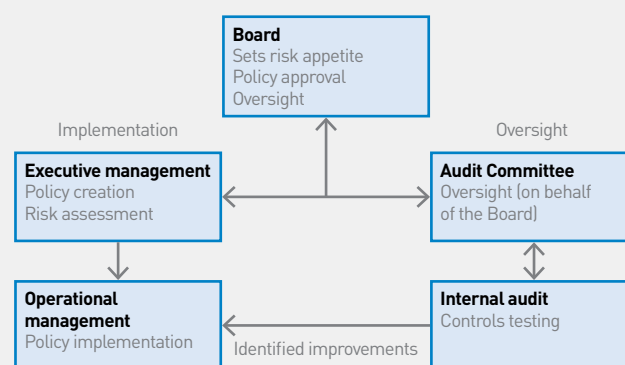 Board
Sets risk appetite
Policy approval
Oversight
Implementation
Oversight
Executive management
Policy creation
Risk assessment
Audit Committee
Oversight (on behalf
of the Board)
Operational
management
Policy implementation
Internal audit
Controls testing
Identified improvements